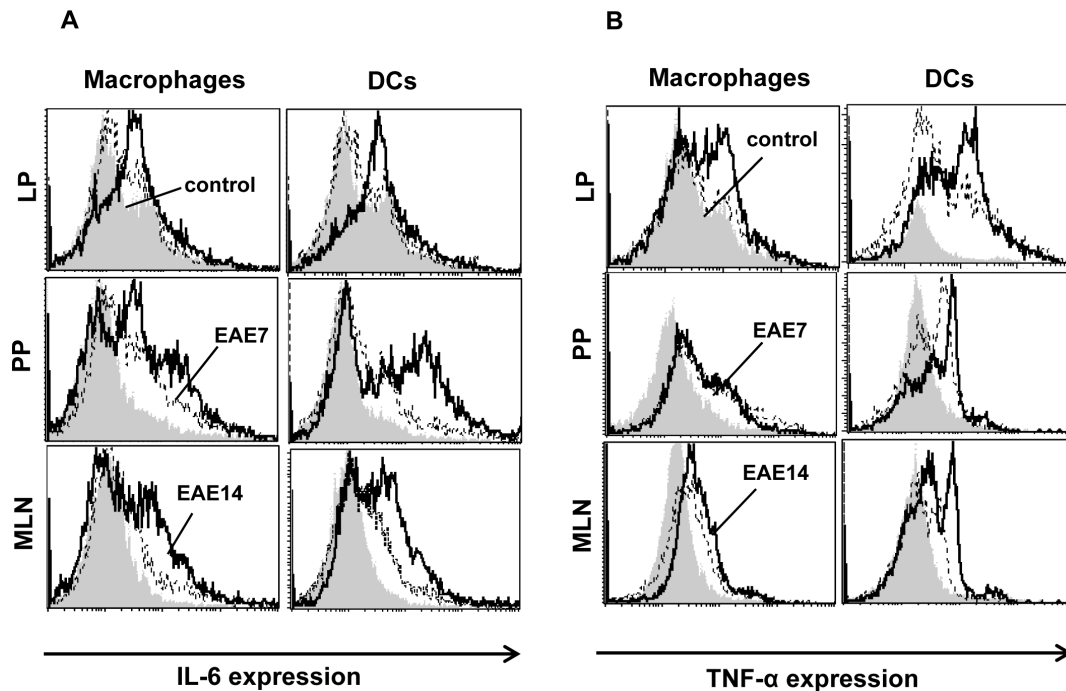 A
Macrophages
DCs
LP
control
PP
EAE7
MLN
EAE14
IL-6 expression
B
Macrophages
DCs
LP
control
PP
EAE7
MLN
EAE14
TNF-α expression